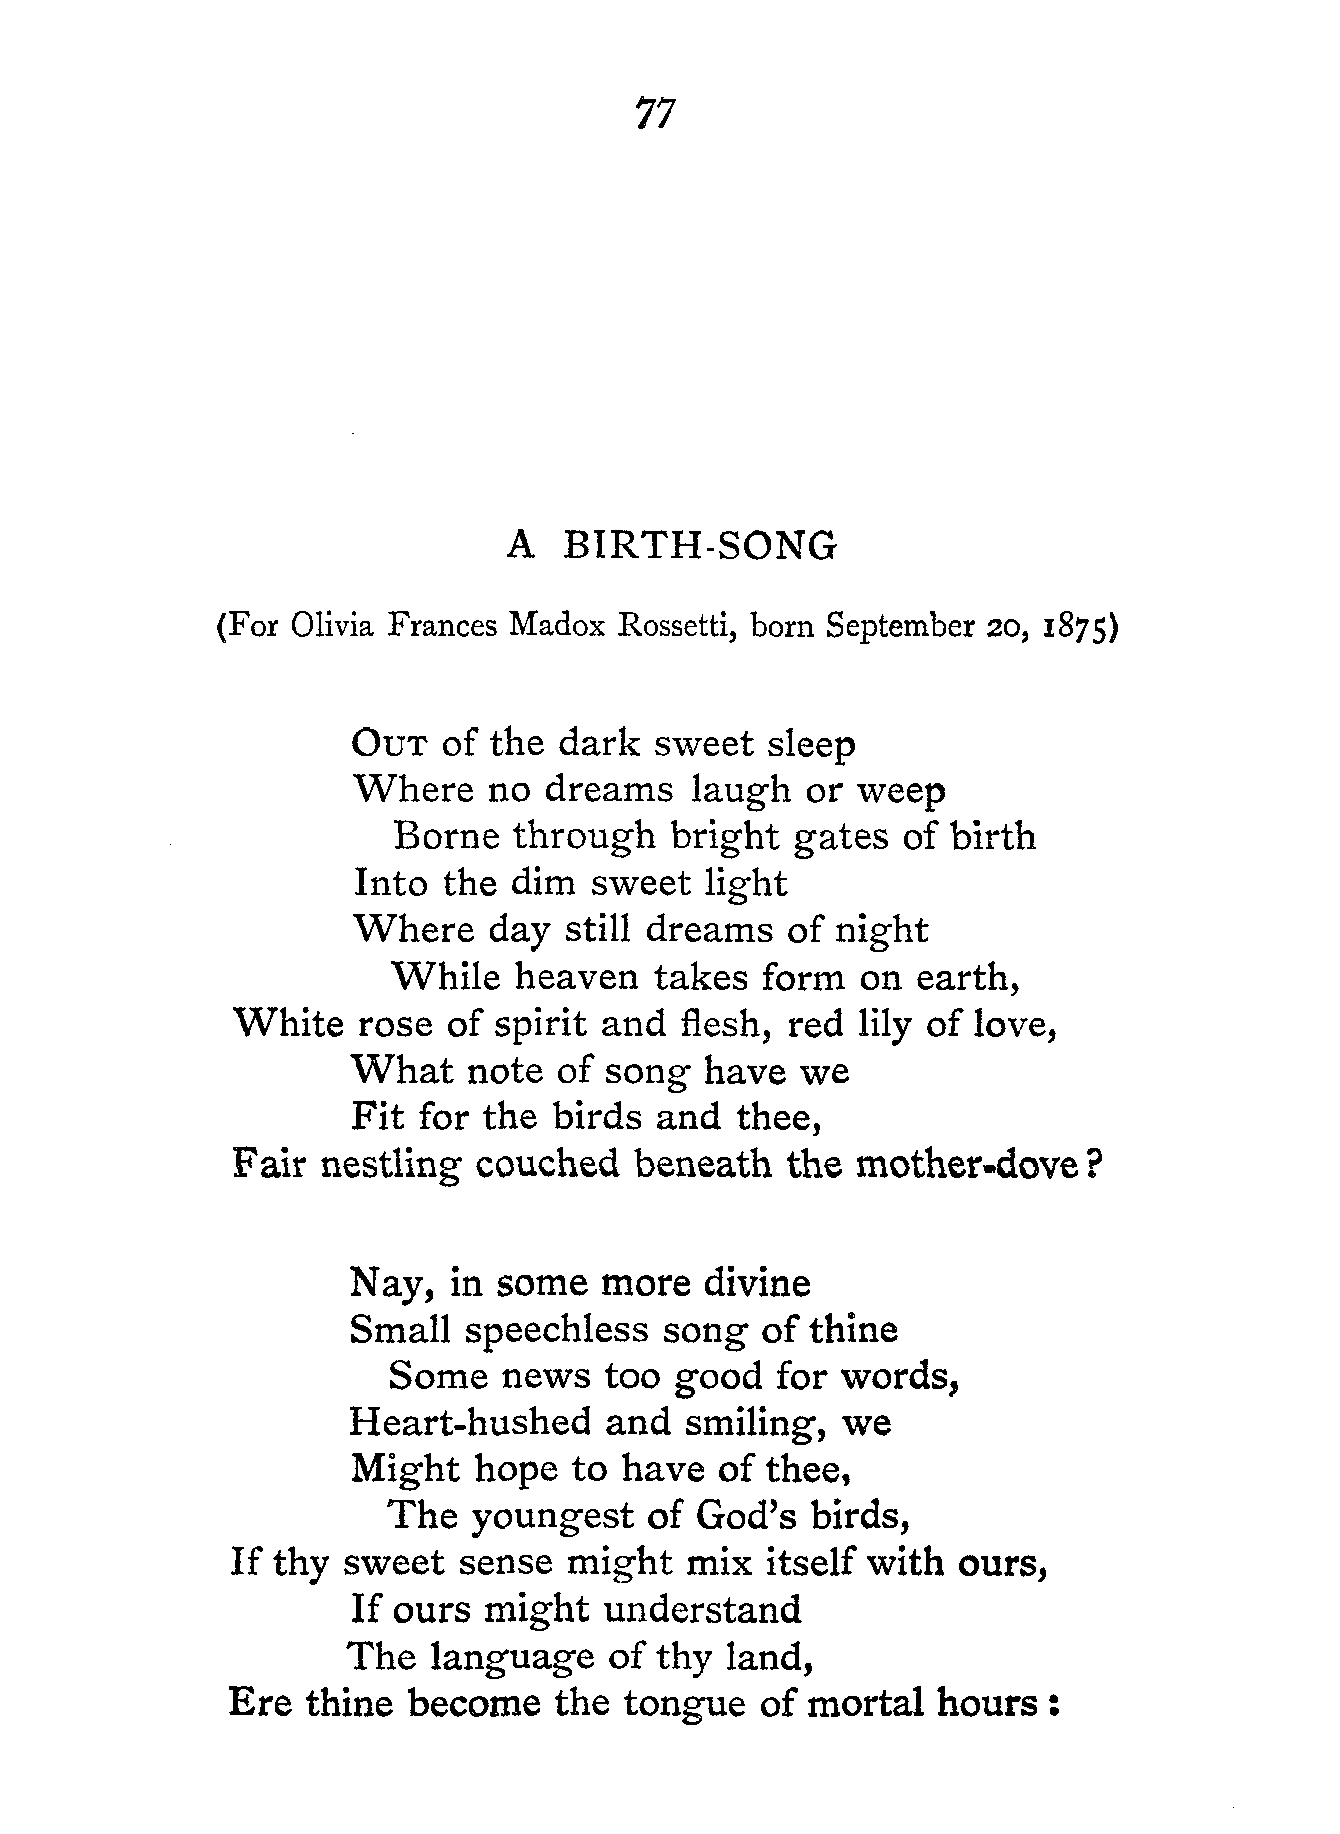 77
A BIRTH-SONG
(For Olivia Frances Madox Rossetti, born September 20, 1875)
OUT of the dark sweet sleep
Where no dreams laugh or weep
Borne through bright gates of birth
Into the dim sweet light
Where day still dreams of night
While heaven takes form on earth,
White rose of spirit and flesh, red lily of love,
What note of song have we
Fit for the birds and thee,
Fair nestling couched beneath the mother-dove?
Nay, in some more divine
Small speechless song of thine
Some news too good for words,
Heart-hushed and smiling, we
Might hope to have of thee,
The youngest of God's birds,
If thy sweet sense might mix itself with ours,
If ours might understand
The language of thy land,
Ere thine become the tongue of mortal hours: